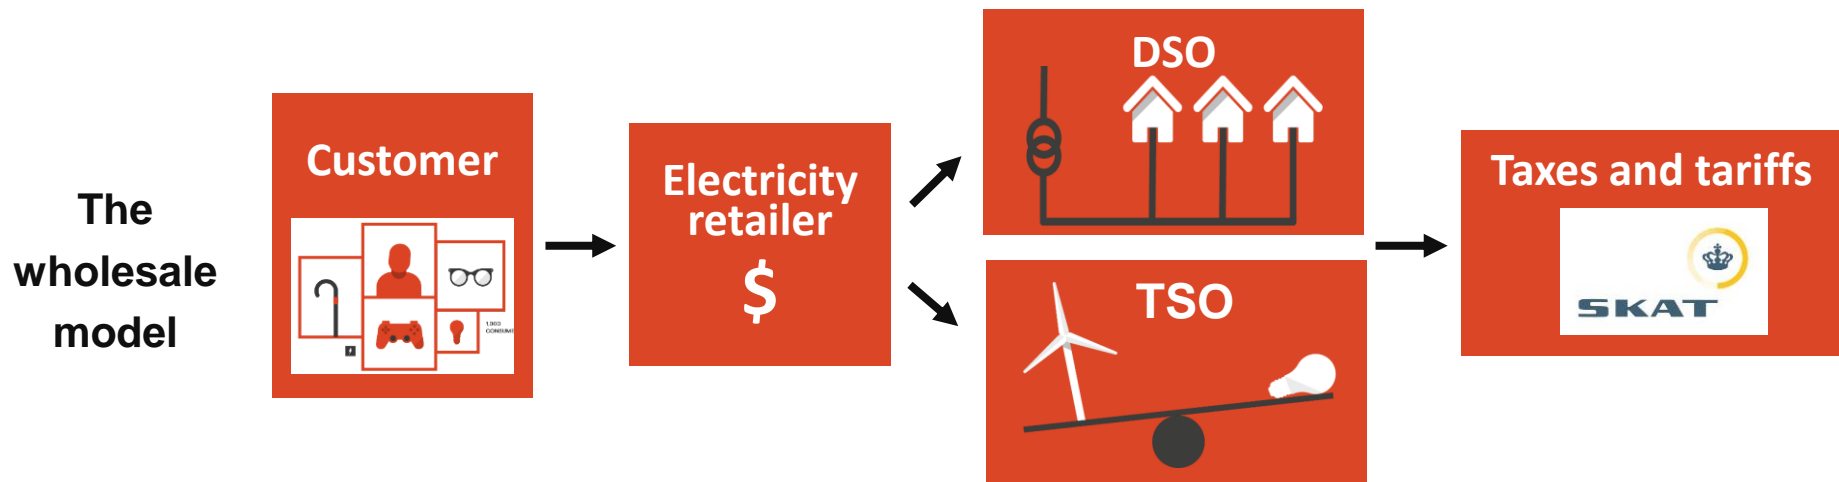 The
wholesale
model
Customer
Electricity
retailer
$
DSO
TSO
Taxes and tariffs
SKAT